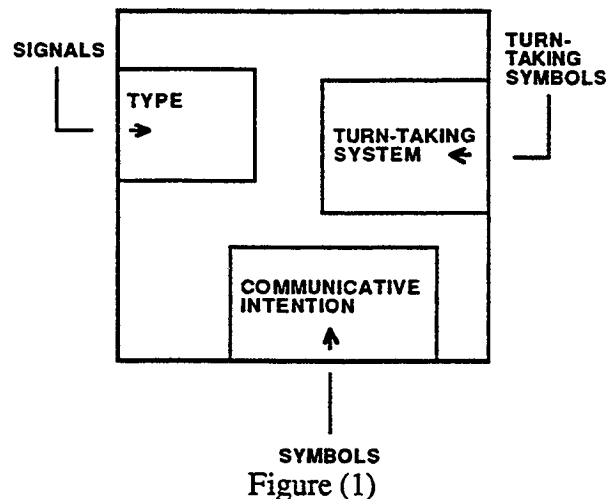 SIGNALS
TYPE
TURN-
TAKING
SYMBOLS
TURN-TAKING
SYSTEM
COMMUNICATIVE
INTENTION
SYMBOLS
Figure (1)